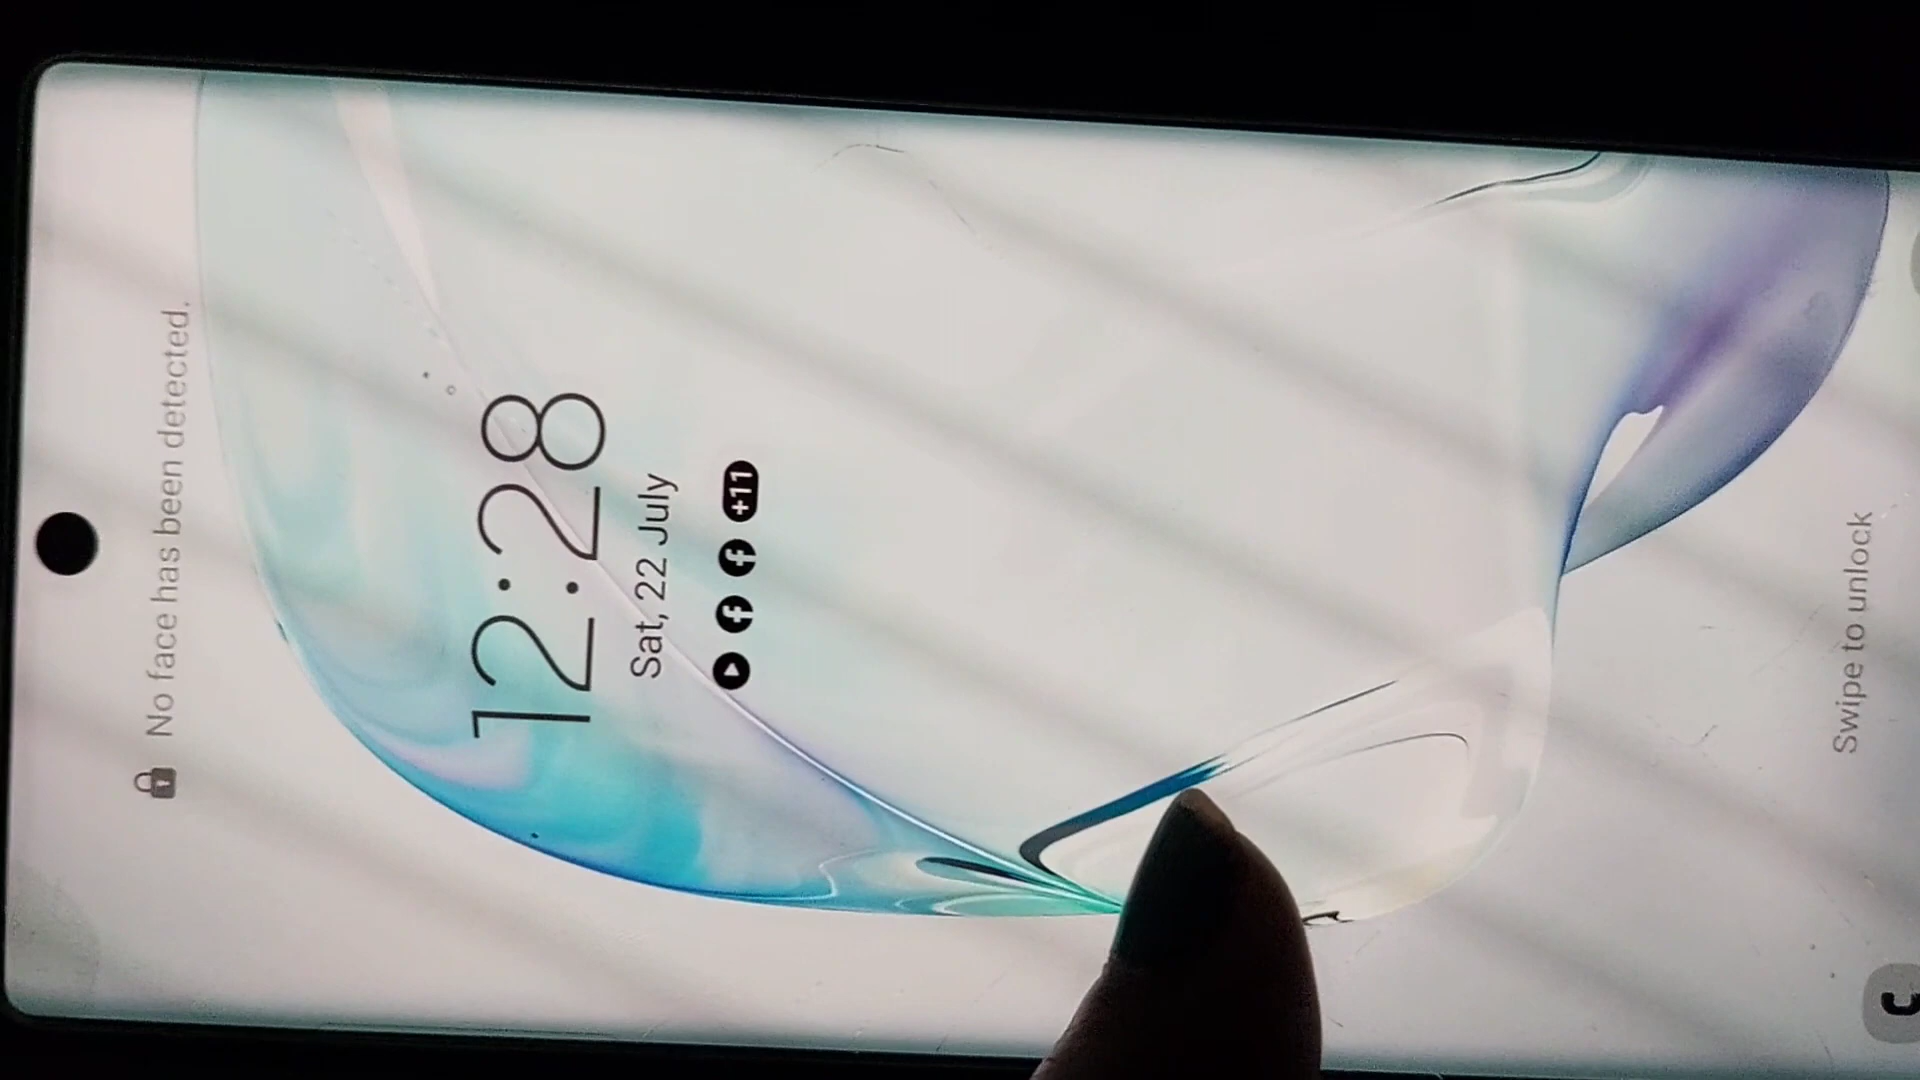 No face has been detected.
12:28
Sat, 22 July
+11
Swipe to unlock